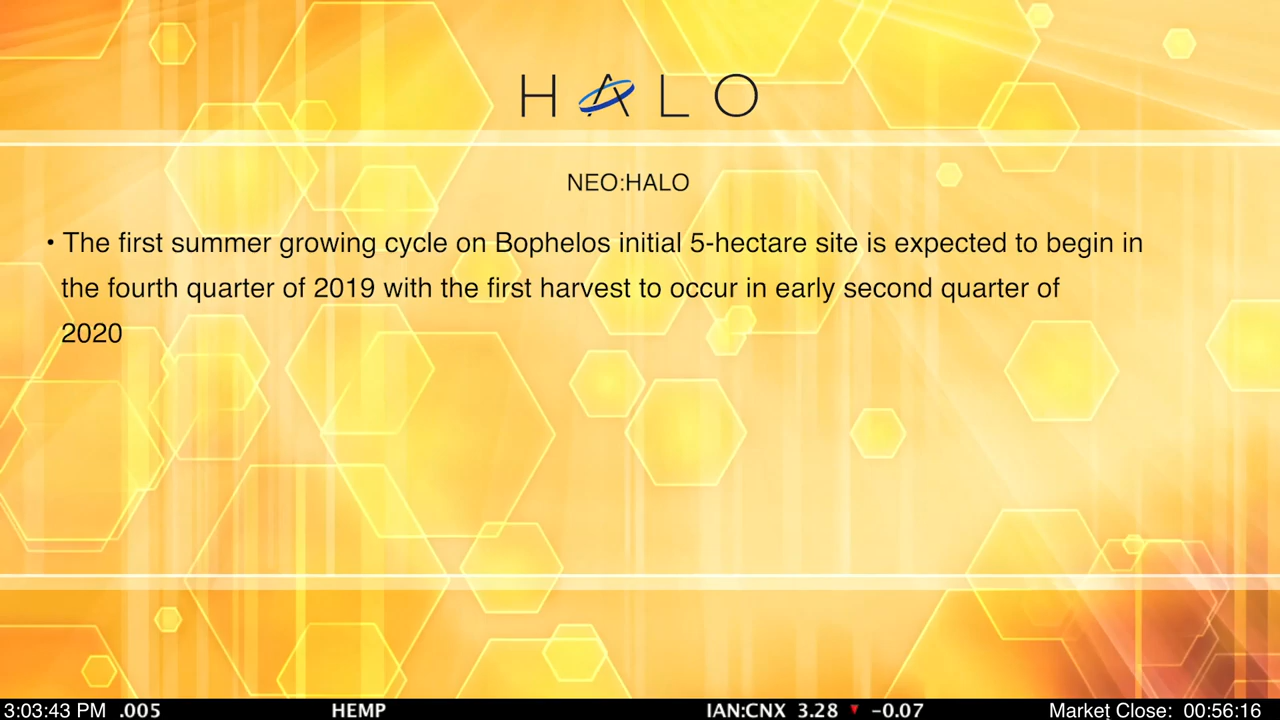 HALO
NEO:HALO
• The first summer growing cycle on Bophelos initial 5-hectare site is expected to begin in
the fourth quarter of 2019 with the first harvest to occur in early second quarter of
2020
3:03:43 PM .005 HEMP IAN:CNX 3.28 ▼ -0.07 Market Close: 00:56:16